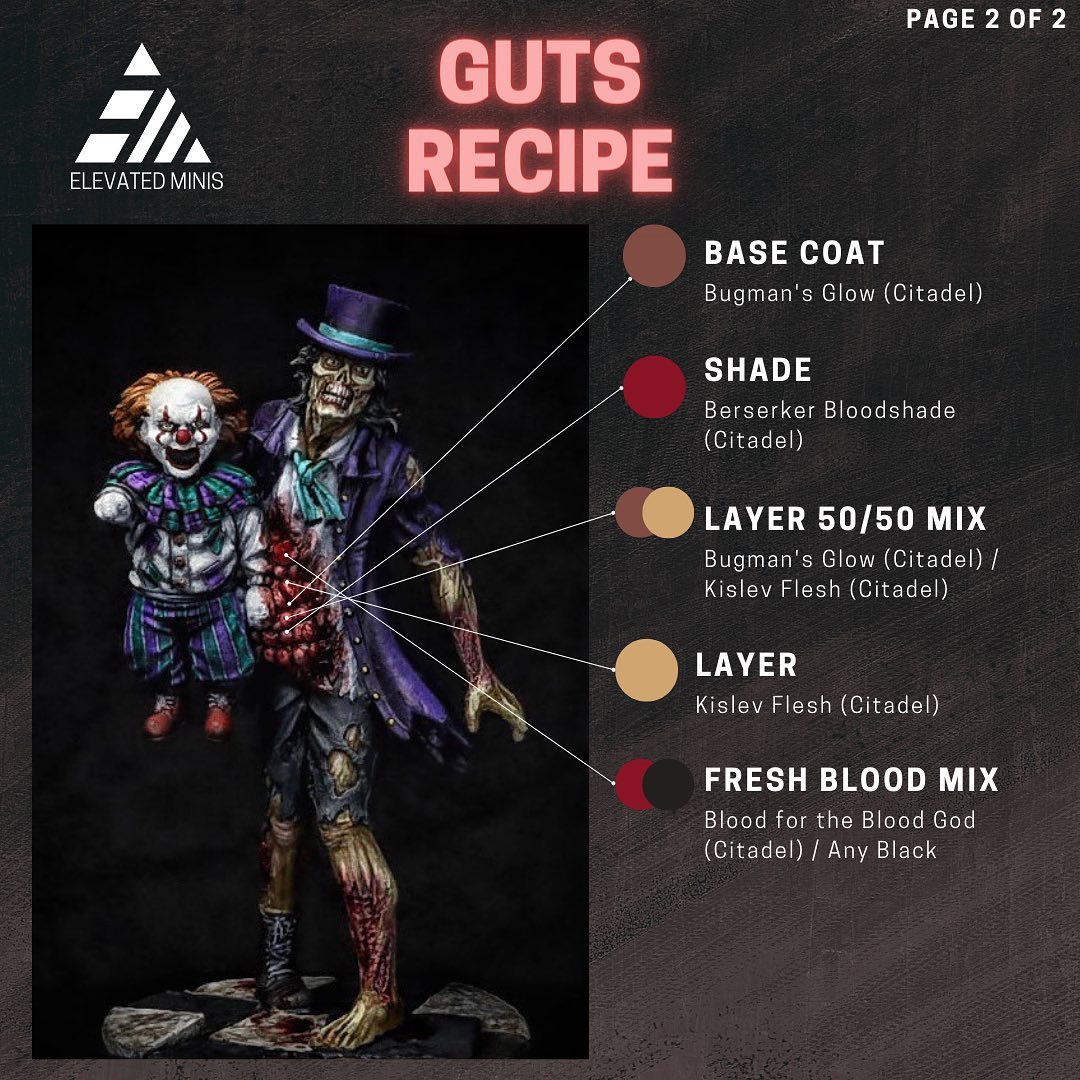 PAGE 2 OF 2
GUTS
RECIPE
ELEVATED MINIS
BASE COAT
Bugman's Glow (Citadel)
SHADE
Berserker Bloodshade
(Citadel)
LAYER 50/50 MIX
Bugman's Glow (Citadel) /
Kislev Flesh (Citadel)
LAYER
Kislev Flesh (Citadel)
FRESH BLOOD MIX
Blood for the Blood God
(Citadel) / Any Black